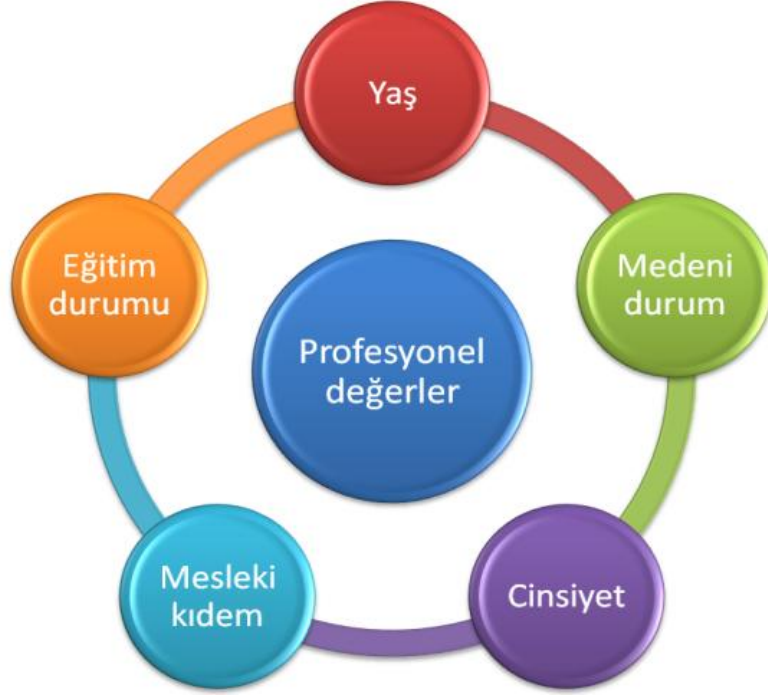 Yaş
Medeni
durum
Cinsiyet
Mesleki
kıdem
Eğitim
durumu
Profesyonel
değerler